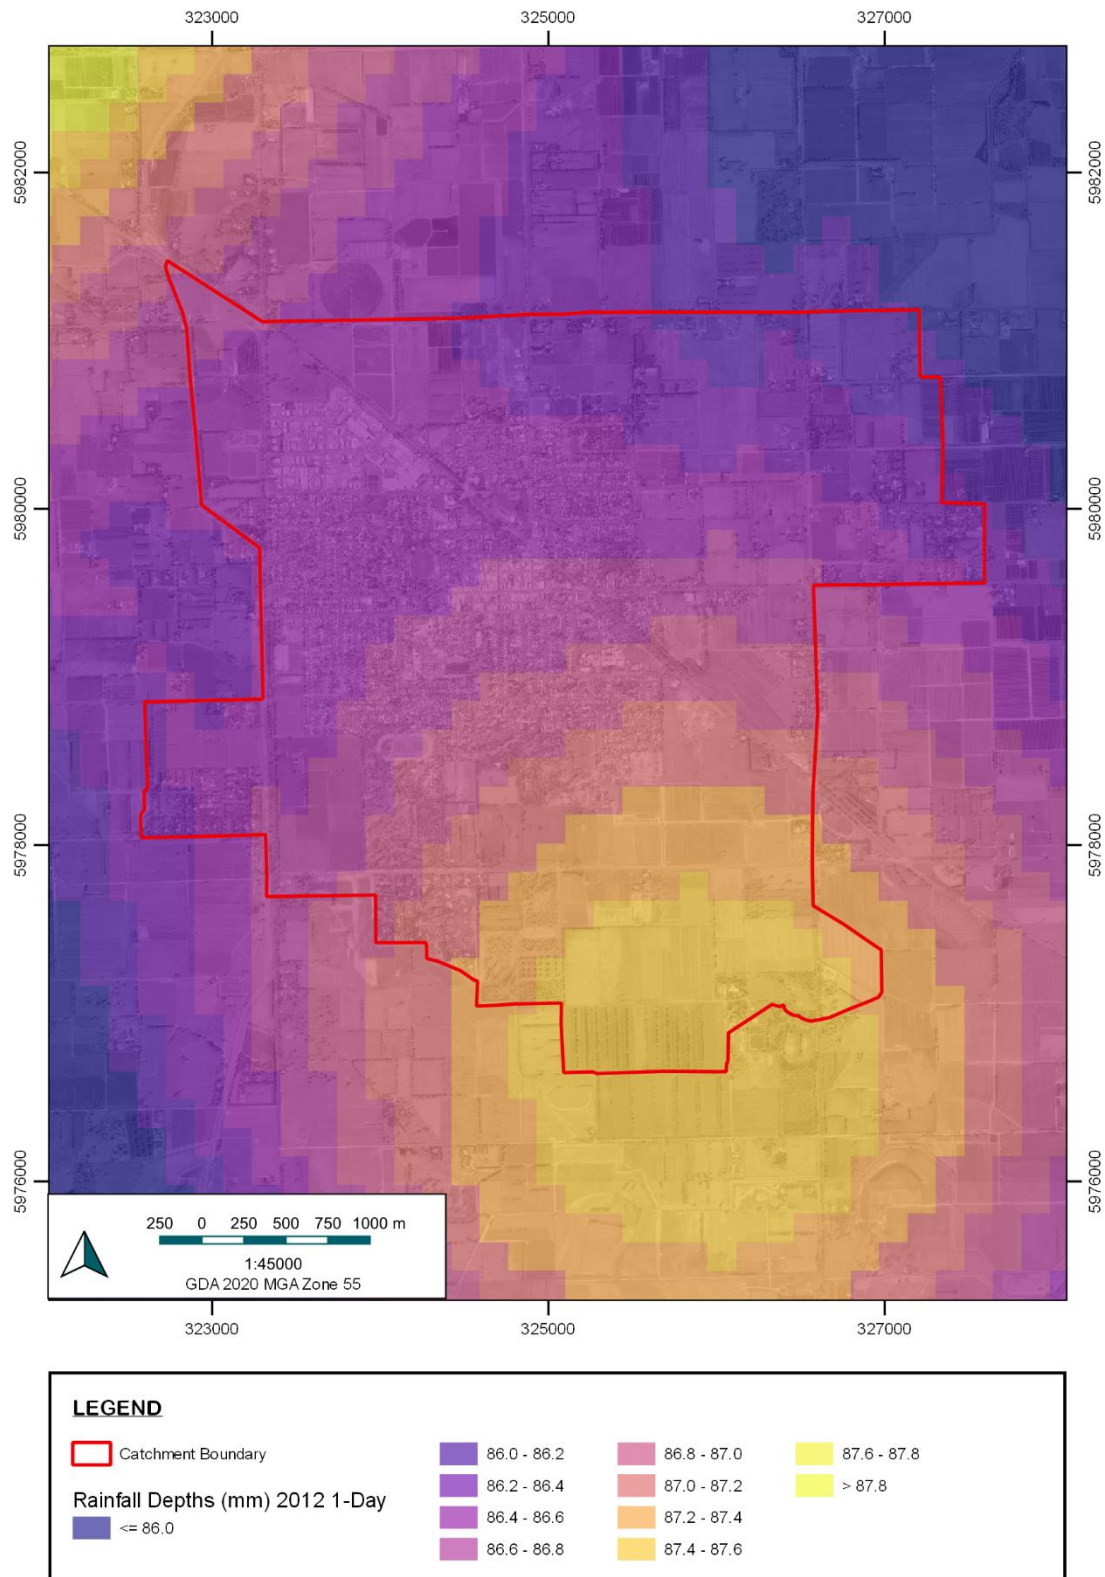 323000 325000 327000
5982000 5982000
5980000 5980000
5978000 5978000
5976000 5976000
250 0 250 500 750 1000 m
1:45000
GDA 2020 MGA Zone 55
323000 325000 327000
LEGEND
Catchment Boundary
Rainfall Depths (mm) 2012 1-Day
<= 86.0
86.0 - 86.2
86.2 - 86.4
86.4 - 86.6
86.6 - 86.8
86.8 - 87.0
87.0 - 87.2
87.2 - 87.4
87.4 - 87.6
87.6 - 87.8
> 87.8